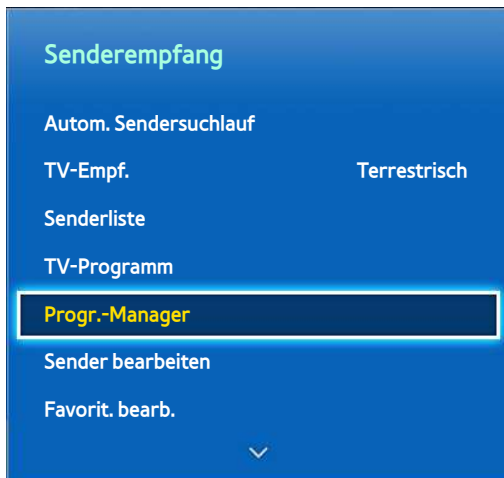 Senderempfang
Autom. Sendersuchlauf
TV-Empf. Terrestrisch
Senderliste
TV-Programm
Progr.-Manager
Sender bearbeiten
Favorit. bearb.